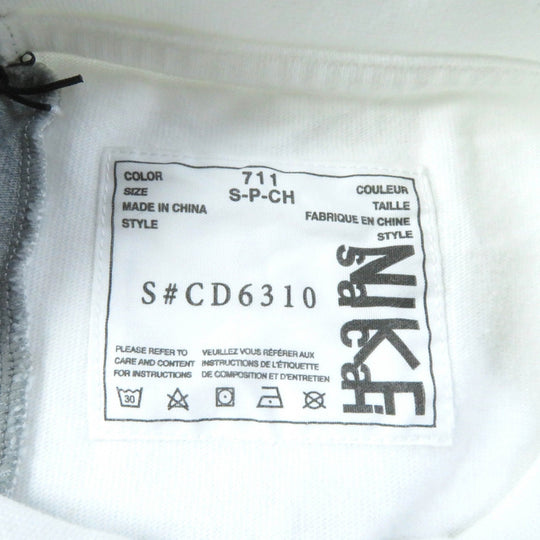 COLOR 711 COULEUR
SIZE S-P-CH TAILLE
MADE IN CHINA FABRIQUE EN CHINE
STYLE STYLE
S#CD6310
NIKE
sacai
PLEASE REFER TO VEUILLEZ VOUS RÉFÉRER AUX
CARE AND CONTENT INSTRUCTIONS DE L'ÉTIQUETTE
FOR INSTRUCTIONS DE COMPOSITION ET D'ENTRETIEN
30